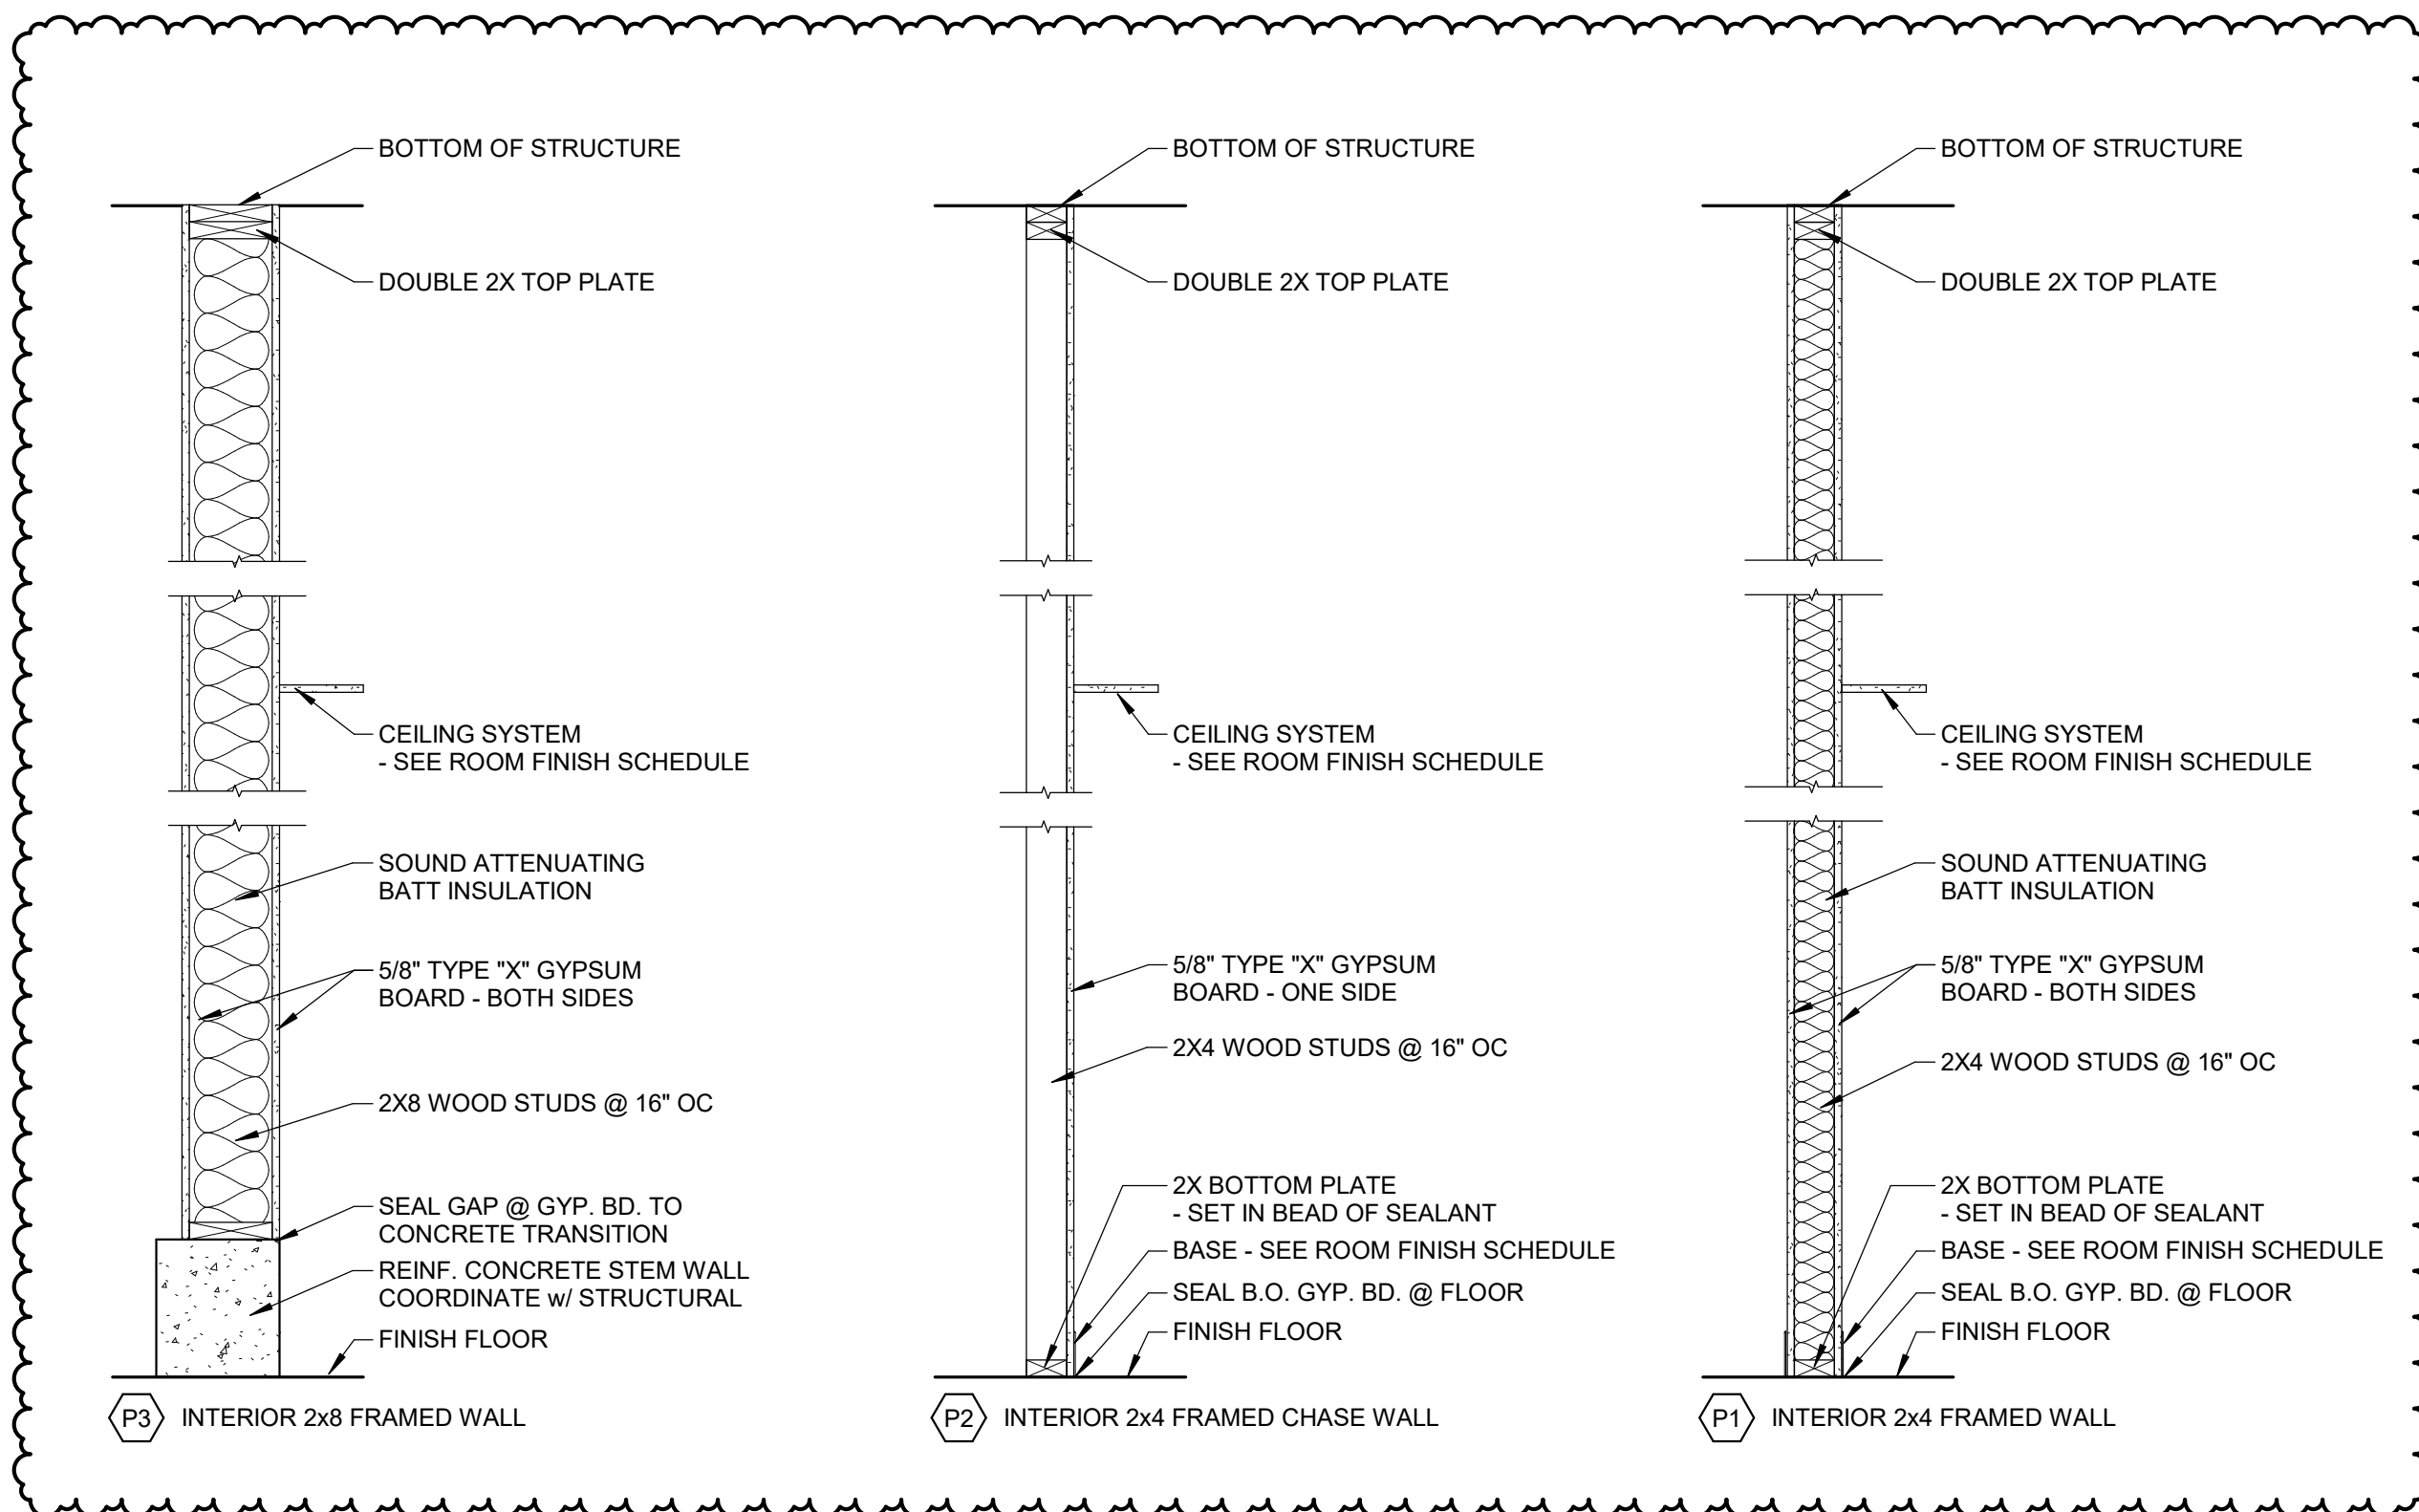 BOTTOM OF STRUCTURE
DOUBLE 2X TOP PLATE
CEILING SYSTEM
- SEE ROOM FINISH SCHEDULE
SOUND ATTENUATING
BATT INSULATION
5/8" TYPE "X" GYPSUM
BOARD - BOTH SIDES
2X8 WOOD STUDS @ 16" OC
SEAL GAP @ GYP. BD. TO
CONCRETE TRANSITION
REINF. CONCRETE STEM WALL
COORDINATE w/ STRUCTURAL
FINISH FLOOR
P3 INTERIOR 2x8 FRAMED WALL
BOTTOM OF STRUCTURE
DOUBLE 2X TOP PLATE
CEILING SYSTEM
- SEE ROOM FINISH SCHEDULE
5/8" TYPE "X" GYPSUM
BOARD - ONE SIDE
2X4 WOOD STUDS @ 16" OC
2X BOTTOM PLATE
- SET IN BEAD OF SEALANT
BASE - SEE ROOM FINISH SCHEDULE
SEAL B.O. GYP. BD. @ FLOOR
FINISH FLOOR
P2 INTERIOR 2x4 FRAMED CHASE WALL
BOTTOM OF STRUCTURE
DOUBLE 2X TOP PLATE
CEILING SYSTEM
- SEE ROOM FINISH SCHEDULE
SOUND ATTENUATING
BATT INSULATION
5/8" TYPE "X" GYPSUM
BOARD - BOTH SIDES
2X4 WOOD STUDS @ 16" OC
2X BOTTOM PLATE
- SET IN BEAD OF SEALANT
BASE - SEE ROOM FINISH SCHEDULE
SEAL B.O. GYP. BD. @ FLOOR
FINISH FLOOR
P1 INTERIOR 2x4 FRAMED WALL